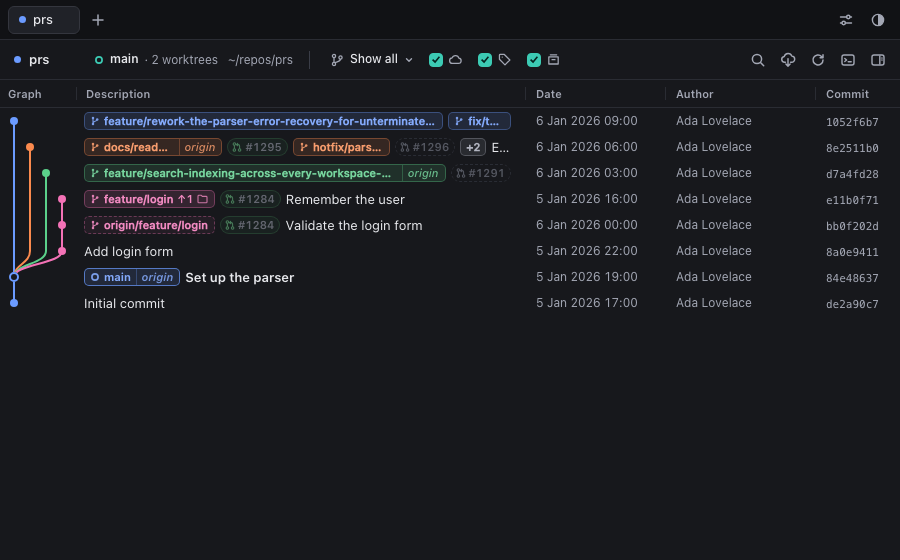 prs
prs main · 2 worktrees ~/repos/prs Show all
Graph Description Date Author Commit
feature/rework-the-parser-error-recovery-for-unterminate... fix/t... 6 Jan 2026 09:00 Ada Lovelace 1052f6b7
docs/read... origin #1295 hotfix/pars... #1296 +2 E... 6 Jan 2026 06:00 Ada Lovelace 8e2511b0
feature/search-indexing-across-every-workspace-... origin #1291 6 Jan 2026 03:00 Ada Lovelace d7a4fd28
feature/login ↑1 #1284 Remember the user 5 Jan 2026 16:00 Ada Lovelace e11b0f71
origin/feature/login #1284 Validate the login form 6 Jan 2026 00:00 Ada Lovelace bb0f202d
Add login form 5 Jan 2026 22:00 Ada Lovelace 8a0e9411
main origin Set up the parser 5 Jan 2026 19:00 Ada Lovelace 84e48637
Initial commit 5 Jan 2026 17:00 Ada Lovelace de2a90c7